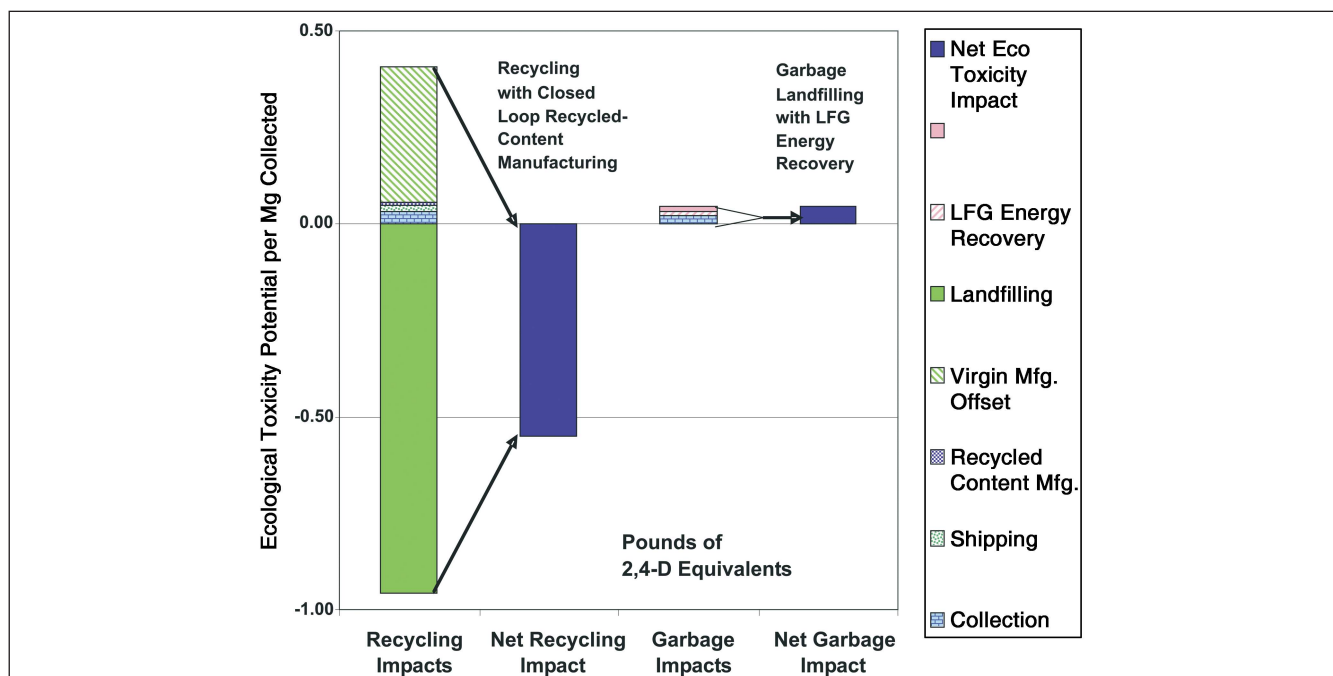 Ecological Toxicity Potential per Mg Collected
0.50
0.00
-0.50
-1.00
Recycling
with Closed
Loop Recycled-
Content
Manufacturing
Garbage
Landfilling
with LFG
Energy
Recovery
Pounds of
2,4-D Equivalents
Recycling
Impacts
Net Recycling
Impact
Garbage
Impacts
Net Garbage
Impact
Net Eco
Toxicity
Impact
LFG Energy
Recovery
Landfilling
Virgin Mfg.
Offset
Recycled
Content Mfg.
Shipping
Collection